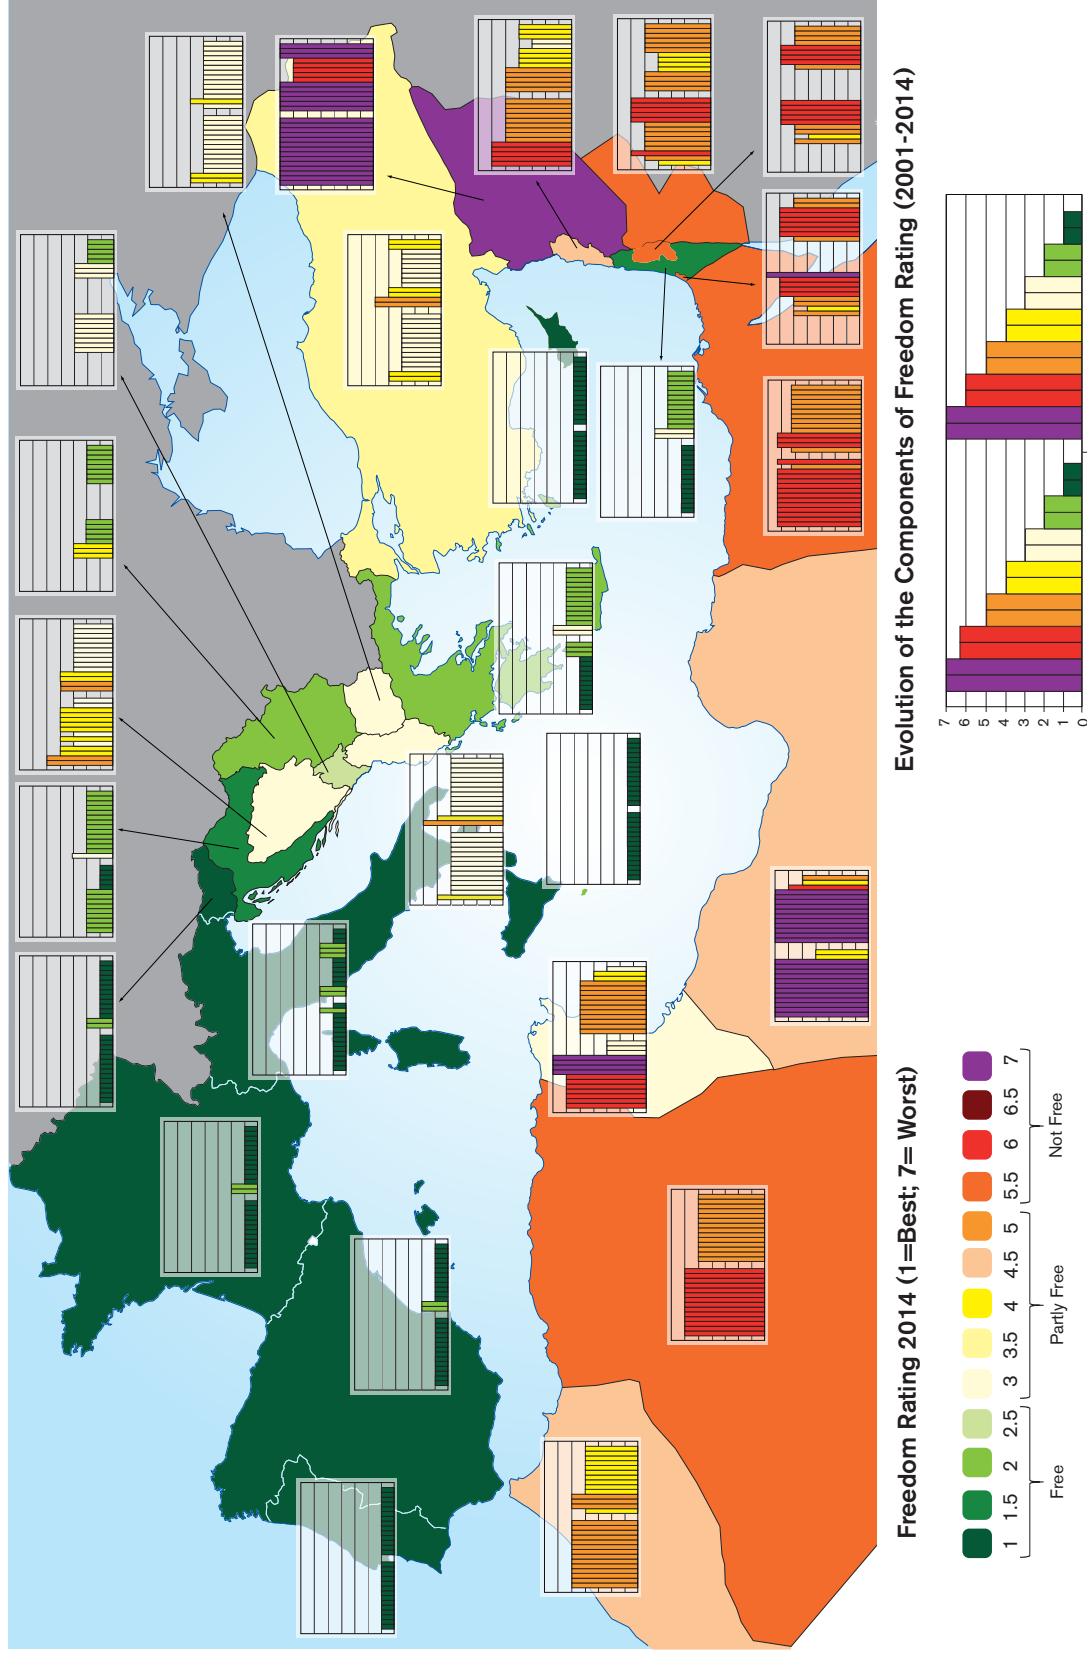 Freedom Rating 2014 (1=Best; 7= Worst)
1 1.5 2 2.5 3 3.5 4 4.5 5 5.5 6 6.5 7
Free Partly Free Not Free
Evolution of the Components of Freedom Rating (2001-2014)
7
6
5
4
3
2
1
0